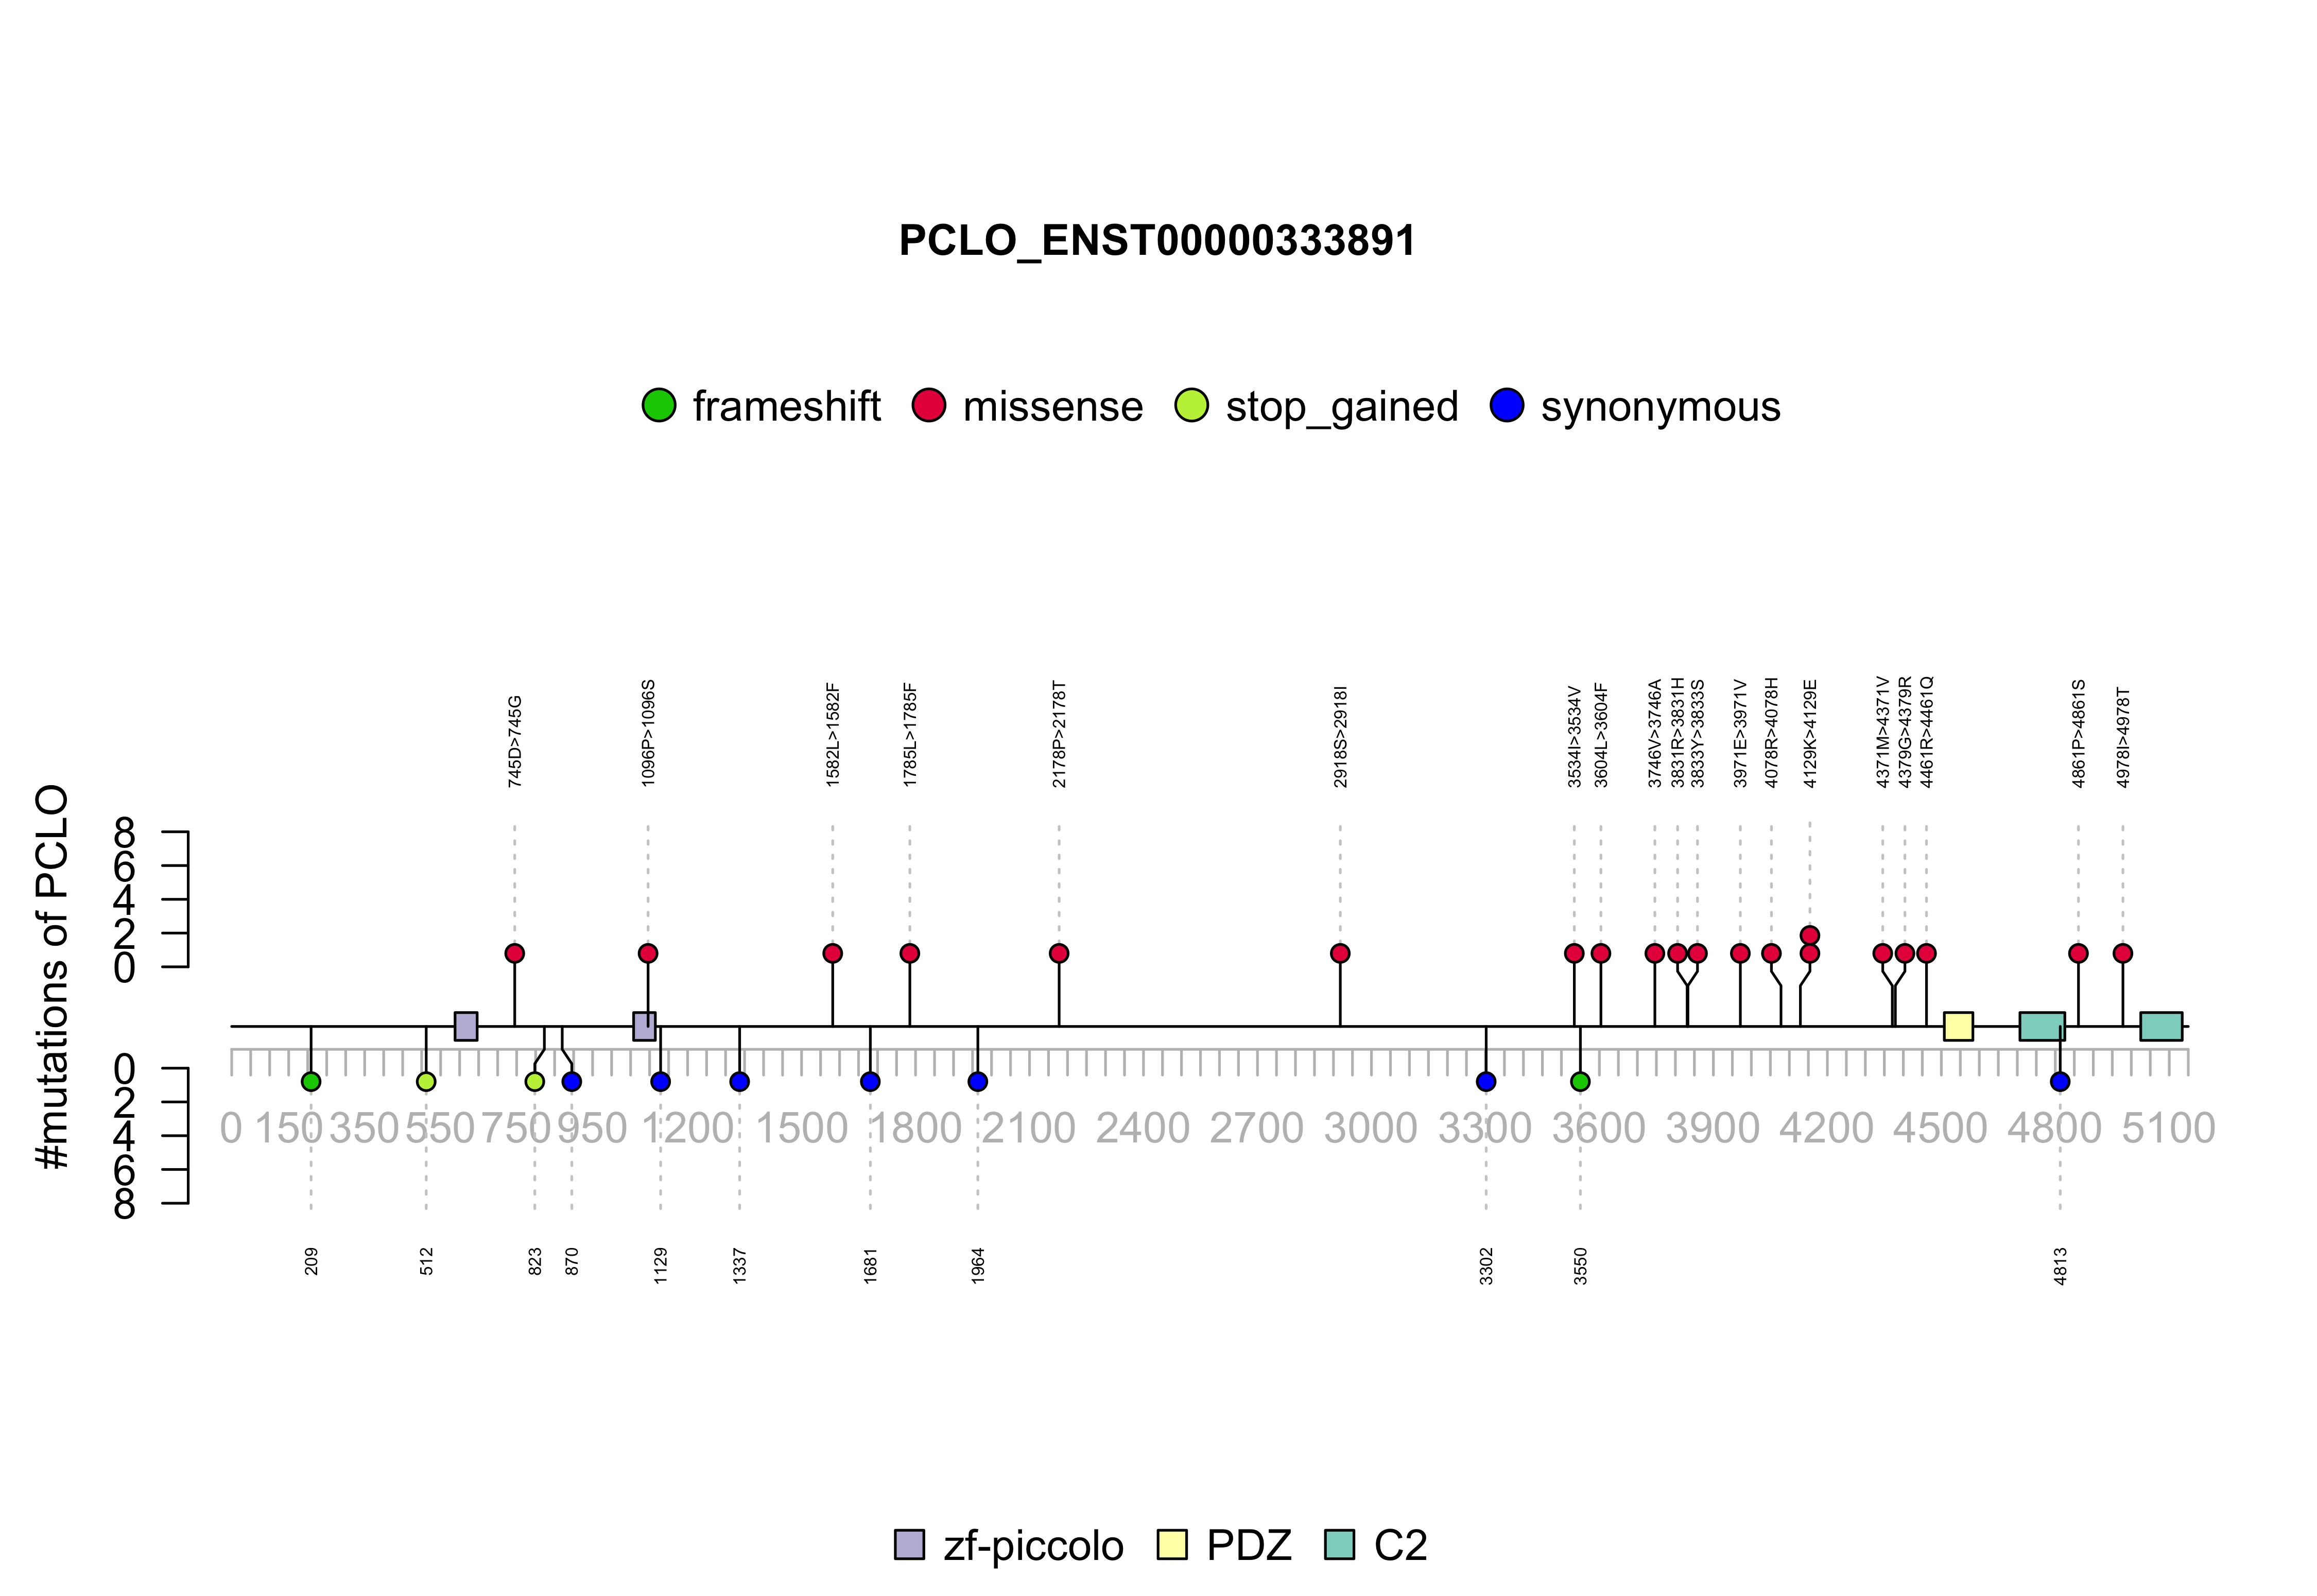 PCLO_ENST00000333891
frameshift missense stop_gained synonymous
745D>745G 1096P>1096S 1582L>1582F 1785L>1785F 2178P>2178T 2918S>2918I 3534I>3534V 3604L>3604F 3746V>3746A 3831R>3831H 3833Y>3833S 3971E>3971V 4078R>4078H 4129K>4129E 4371M>4371V 4379G>4379R 4461R>4461Q 4861P>4861S 4978I>4978T
#mutations of PCLO
8
6
4
2
0
0
2
4
6
8
0 150 350 550 750 950 1200 1500 1800 2100 2400 2700 3000 3300 3600 3900 4200 4500 4800 5100
209 512 823 870 1129 1337 1681 1964 3302 3550 4813
zf-piccolo PDZ C2